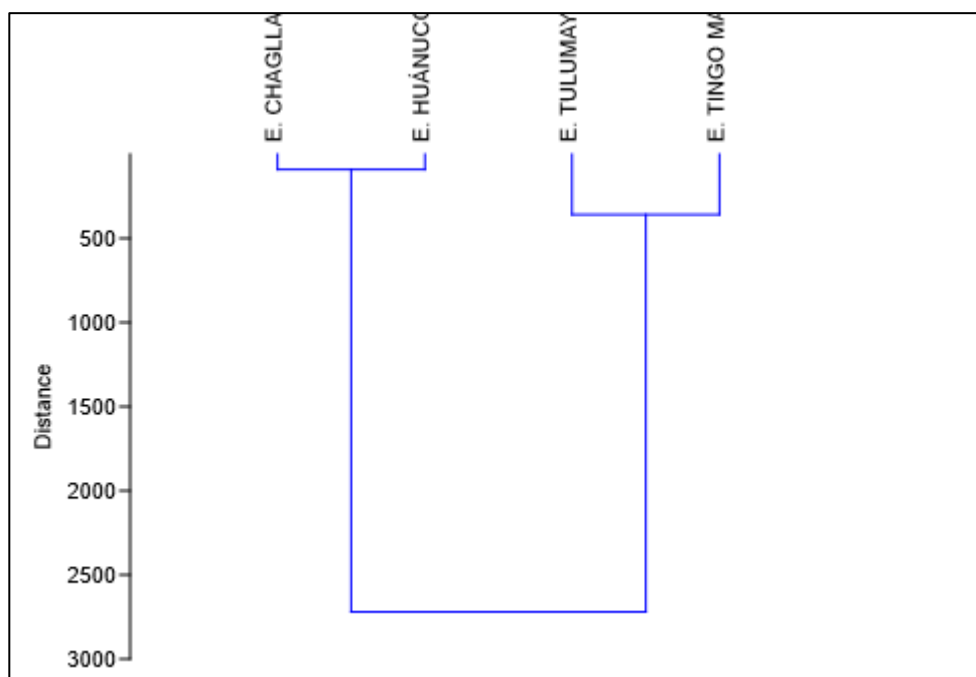 E. CHAGLLA
E. HUÁNUCO
E. TULUMAY
E. TINGO MA
500
1000
1500
2000
2500
3000
Distance